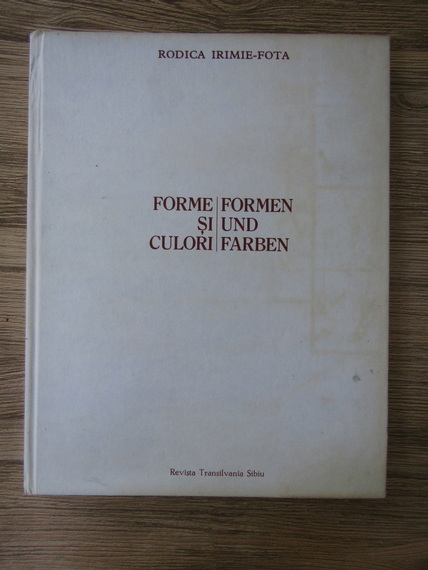 RODICA IRIMIE-FOTA
FORME
ȘI
CULORI
FORMEN
UND
FARBEN
Revista Transilvania Sibiu